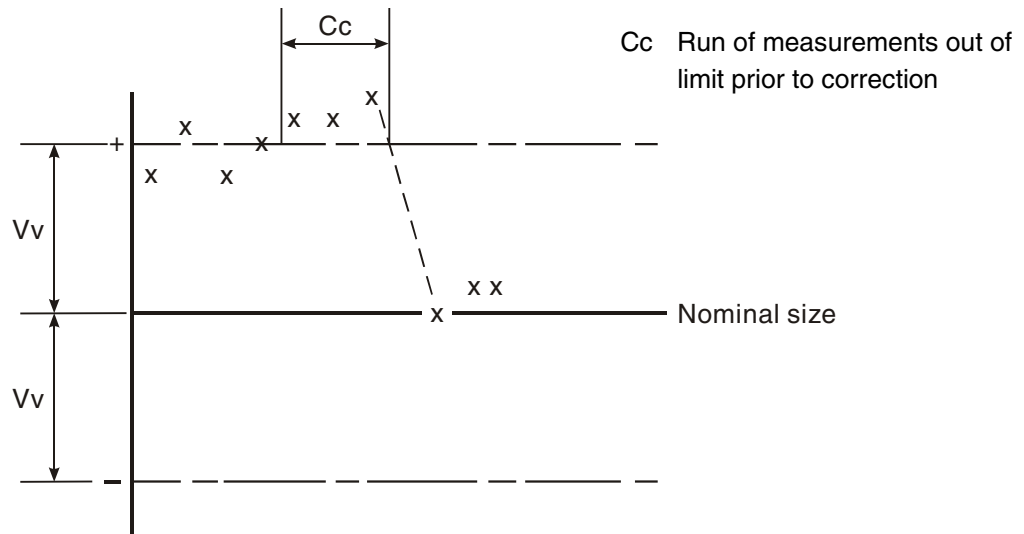 Cc
Cc Run of measurements out of
limit prior to correction
x
x x
+ x x
x x
Vv
x x
Nominal size
x
Vv
−